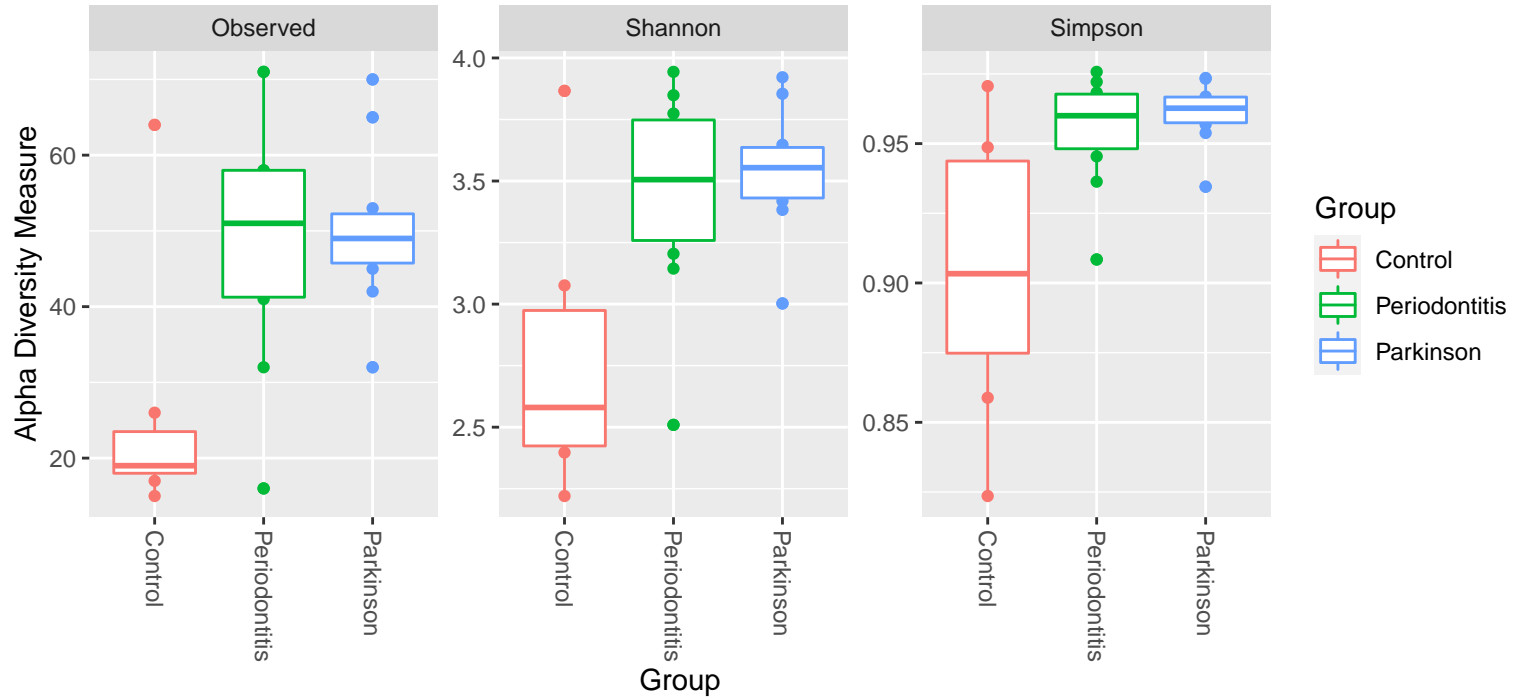 Observed
Shannon
Simpson
Alpha Diversity Measure
60
40
20
4.0
3.5
3.0
2.5
0.95
0.90
0.85
Control
Periodontitis
Parkinson
Control
Periodontitis
Parkinson
Control
Periodontitis
Parkinson
Group
Group
Control
Periodontitis
Parkinson